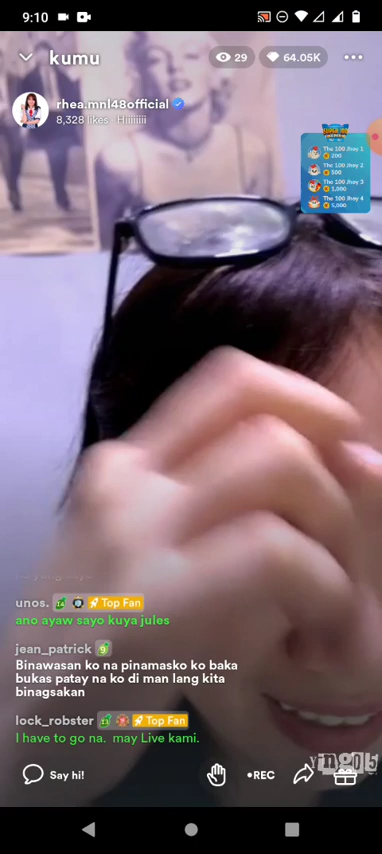 9:10
kumu
29
64.05K
rhea.mnl48official
8,328 likes · Hiiiiiiii
The 100 Jhay 1
200
The 100 Jhay 2
500
The 100 Jhay 3
1,000
The 100 Jhay 4
5,000
unos. 14 Top Fan
ano ayaw sayo kuya jules
jean_patrick 9
Binawasan ko na pinamasko ko baka
bukas patay na ko di man lang kita
binagsakan
lock_robster 13 Top Fan
I have to go na. may Live kami.
Say hi!
•REC